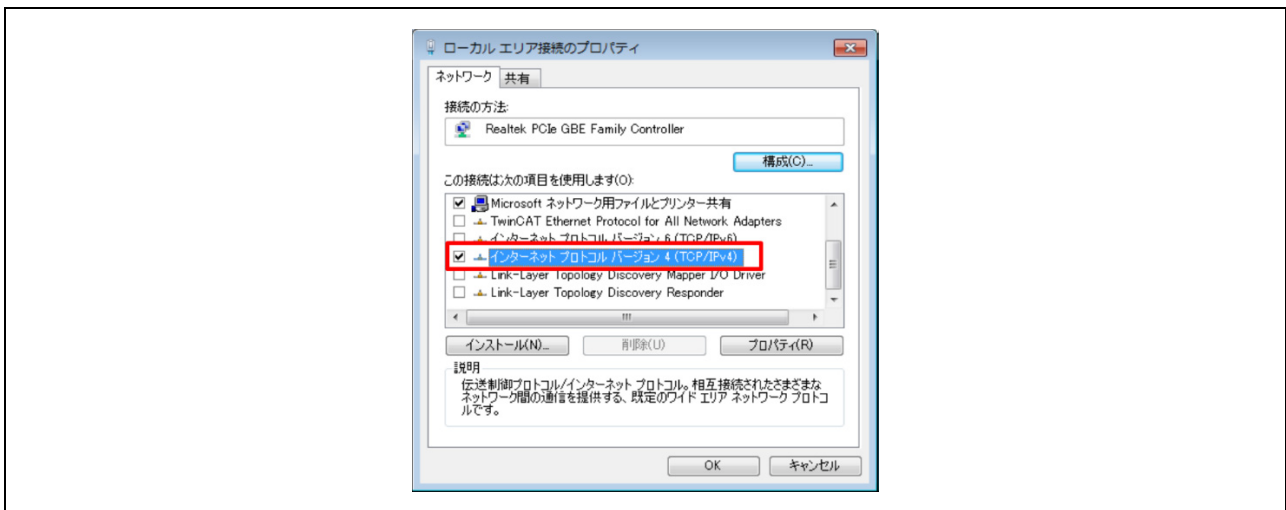 ローカル エリア接続のプロパティ
ネットワーク 共有
接続の方法:
Realtek PCIe GBE Family Controller
構成(C)...
この接続は次の項目を使用します(O):
Microsoft ネットワーク用ファイルとプリンター共有
TwinCAT Ethernet Protocol for All Network Adapters
インターネット プロトコル バージョン 6 (TCP/IPv6)
インターネット プロトコル バージョン 4 (TCP/IPv4)
Link-Layer Topology Discovery Mapper I/O Driver
Link-Layer Topology Discovery Responder
インストール(N)... 削除(U) プロパティ(R)
説明
伝送制御プロトコル/インターネット プロトコル。相互接続されたさまざまな
ネットワーク間の通信を提供する、既定のワイド エリア ネットワーク プロトコ
ルです。
OK キャンセル